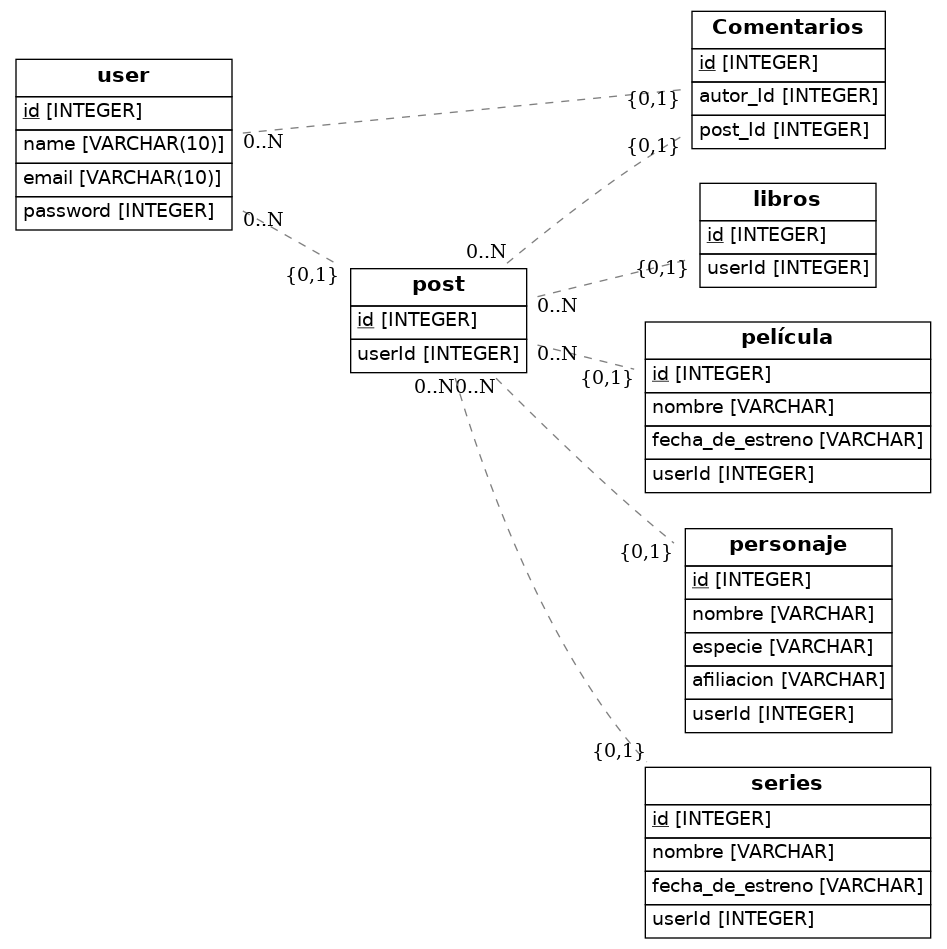 user
id [INTEGER]
name [VARCHAR(10)]
email [VARCHAR(10)]
password [INTEGER]
0..N
0..N
{0,1}
{0,1}
{0,1}
Comentarios
id [INTEGER]
autor_Id [INTEGER]
post_Id [INTEGER]
post
id [INTEGER]
userId [INTEGER]
0..N
0..N
0..N
0..N
0..N
{0,1}
libros
id [INTEGER]
userId [INTEGER]
{0,1}
película
id [INTEGER]
nombre [VARCHAR]
fecha_de_estreno [VARCHAR]
userId [INTEGER]
{0,1}
personaje
id [INTEGER]
nombre [VARCHAR]
especie [VARCHAR]
afiliacion [VARCHAR]
userId [INTEGER]
{0,1}
series
id [INTEGER]
nombre [VARCHAR]
fecha_de_estreno [VARCHAR]
userId [INTEGER]